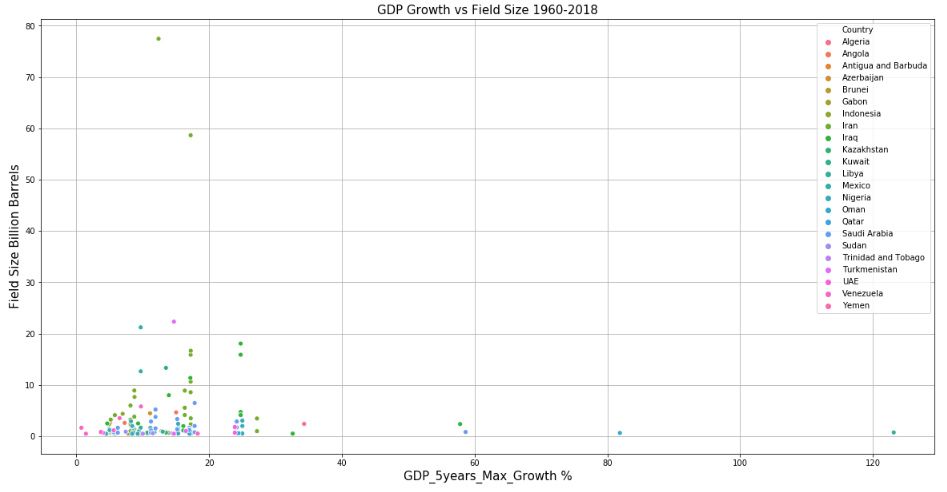 GDP Growth vs Field Size 1960-2018
80
70
60
50
40
30
20
10
0
Field Size Billion Barrels
0 20 40 60 80 100 120
GDP_5years_Max_Growth %
Country
Algeria
Angola
Antigua and Barbuda
Azerbaijan
Brunei
Gabon
Indonesia
Iran
Iraq
Kazakhstan
Kuwait
Libya
Mexico
Nigeria
Oman
Qatar
Saudi Arabia
Sudan
Trinidad and Tobago
Turkmenistan
UAE
Venezuela
Yemen